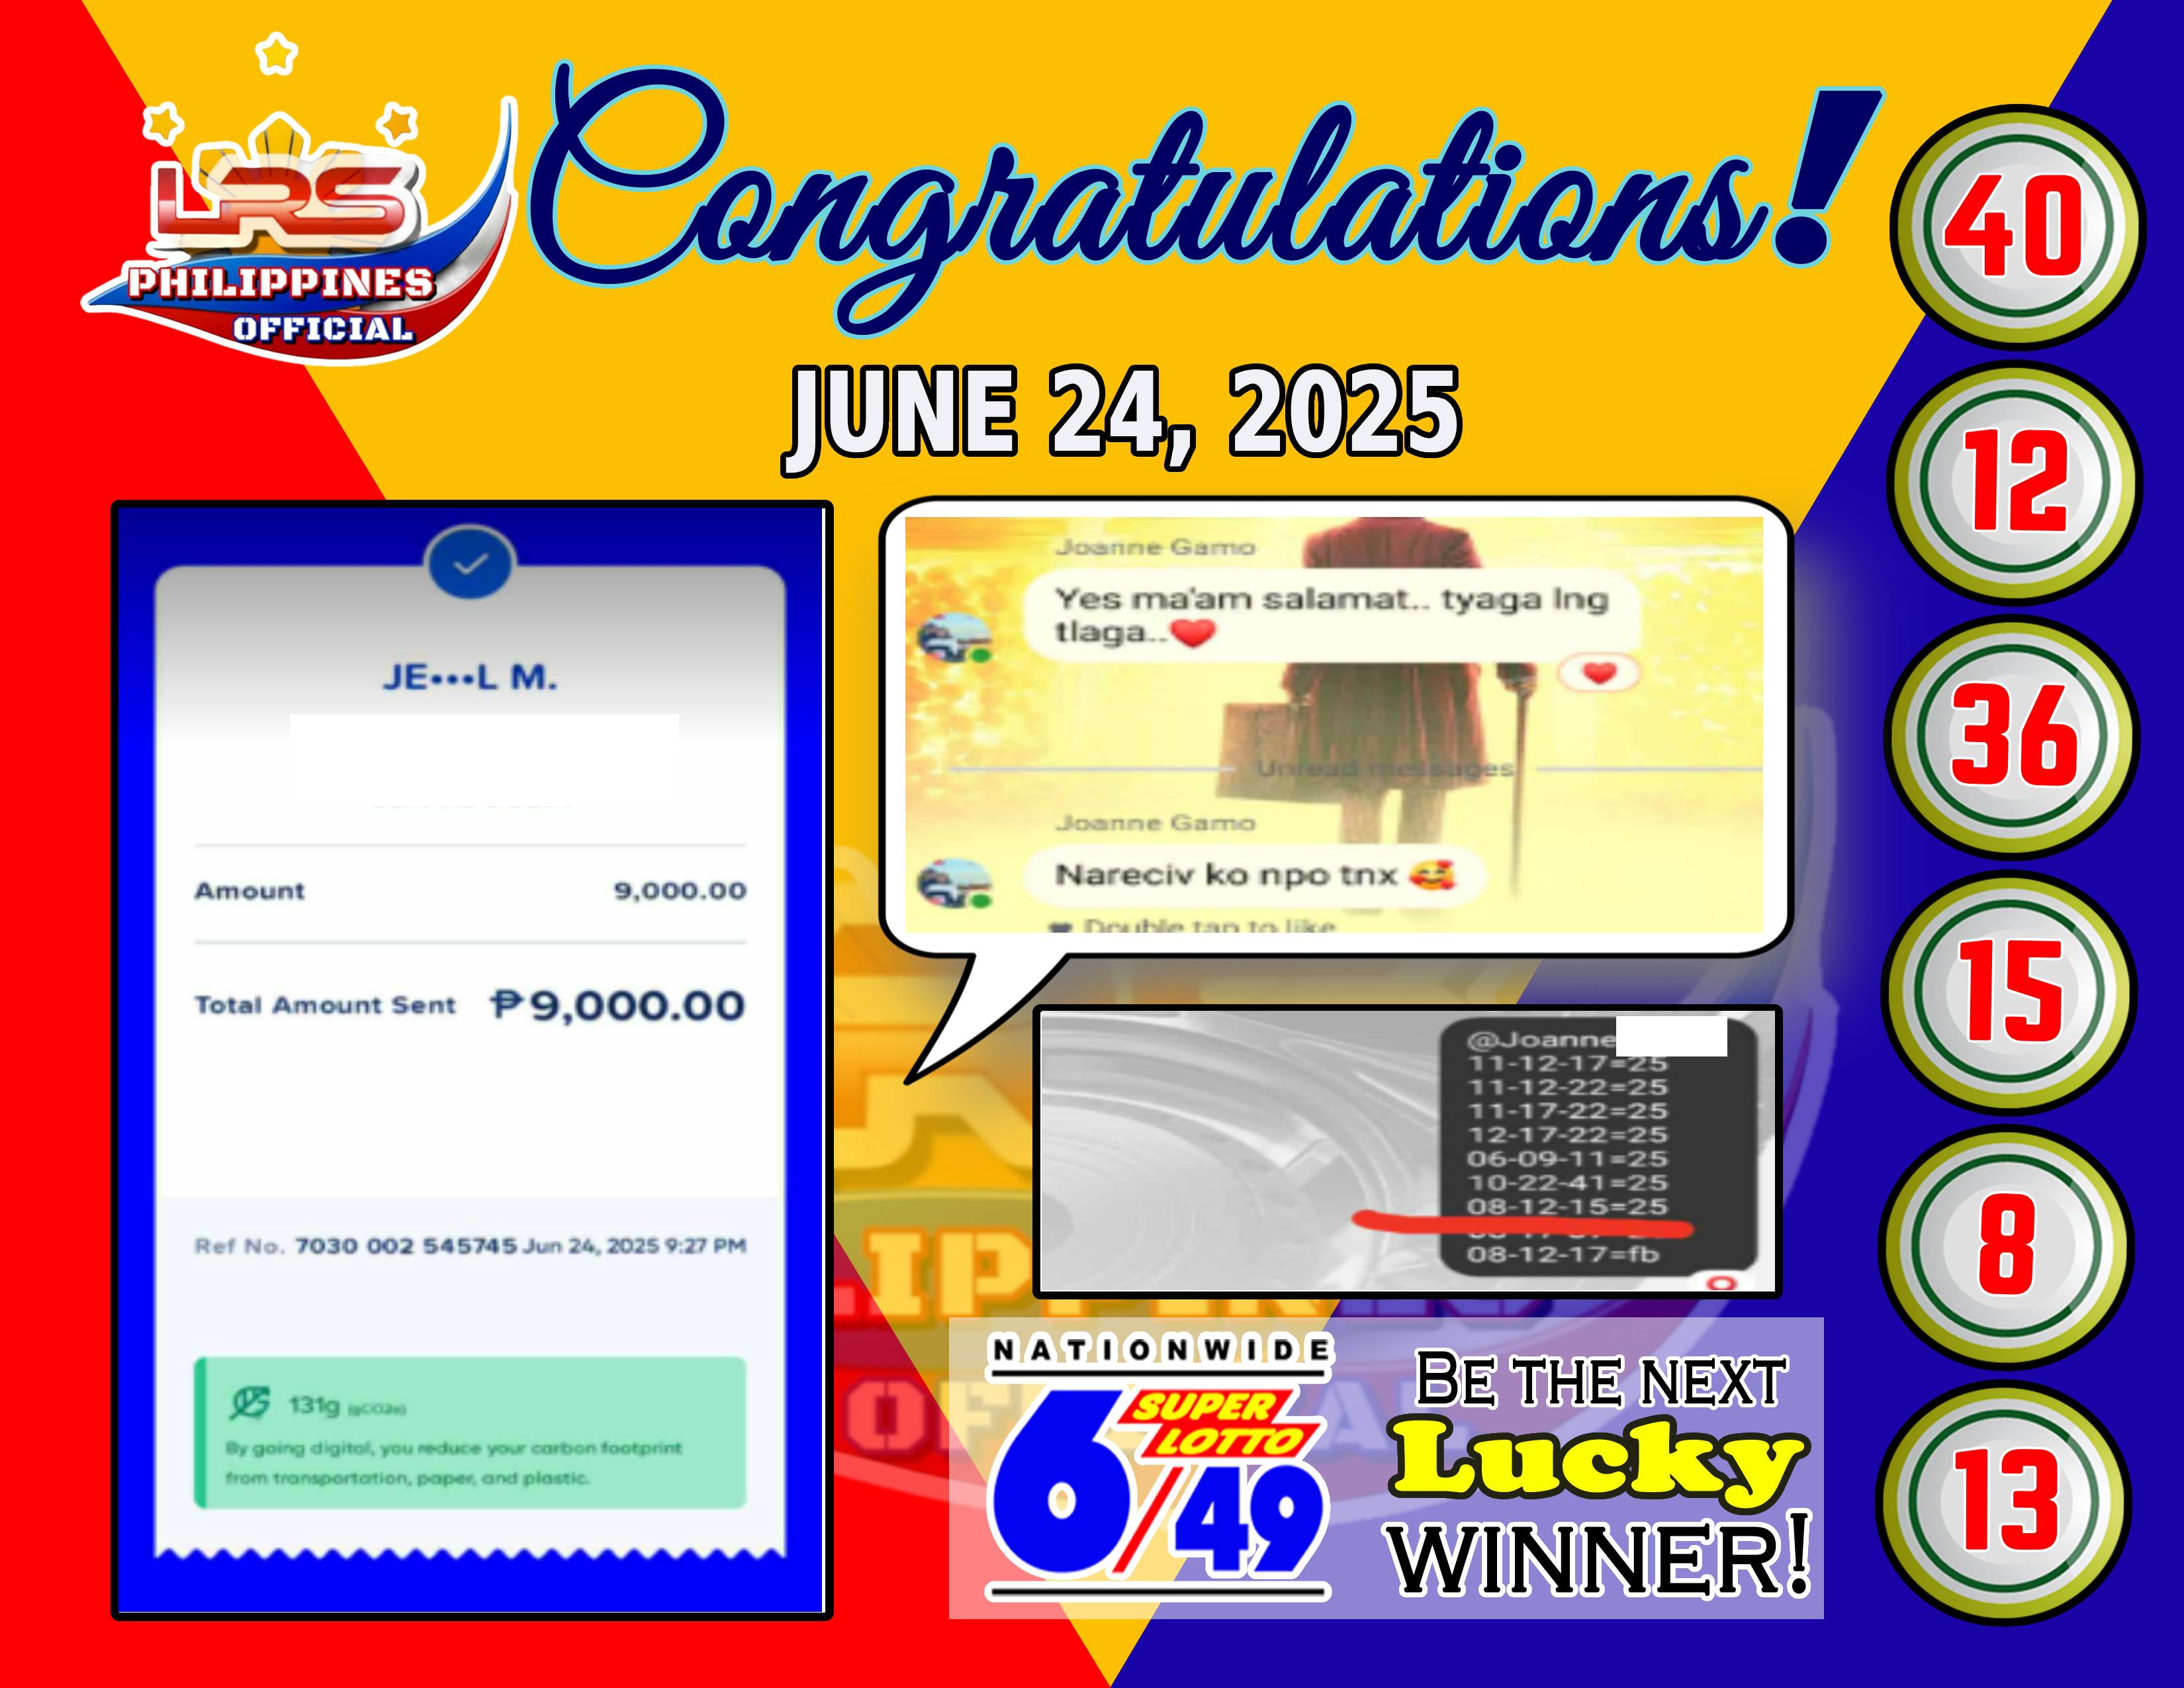 LRS
PHILIPPINES
OFFICIAL
Congratulations!
JUNE 24, 2025
JE•••L M.
Amount 9,000.00
Total Amount Sent ₱9,000.00
Ref No. 7030 002 545745 Jun 24, 2025 9:27 PM
131g (gCO2e)
By going digital, you reduce your carbon footprint
from transportation, paper, and plastic.
Joanne Gamo
Yes ma'am salamat.. tyaga lng
tlaga..❤️
Unread messages
Joanne Gamo
Nareciv ko npo tnx 🥰
Double tap to like
@Joanne
11-12-17=25
11-12-22=25
11-17-22=25
12-17-22=25
06-09-11=25
10-22-41=25
08-12-15=25
08-12-17=fb
NATIONWIDE
SUPER
LOTTO
6/49
BE THE NEXT
Lucky
WINNER!
40
12
36
15
8
13